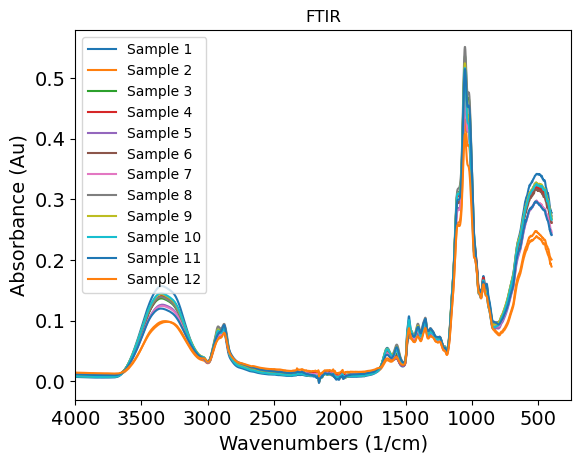 FTIR
Absorbance (Au)
0.5
0.4
0.3
0.2
0.1
0.0
Sample 1
Sample 2
Sample 3
Sample 4
Sample 5
Sample 6
Sample 7
Sample 8
Sample 9
Sample 10
Sample 11
Sample 12
4000 3500 3000 2500 2000 1500 1000 500
Wavenumbers (1/cm)